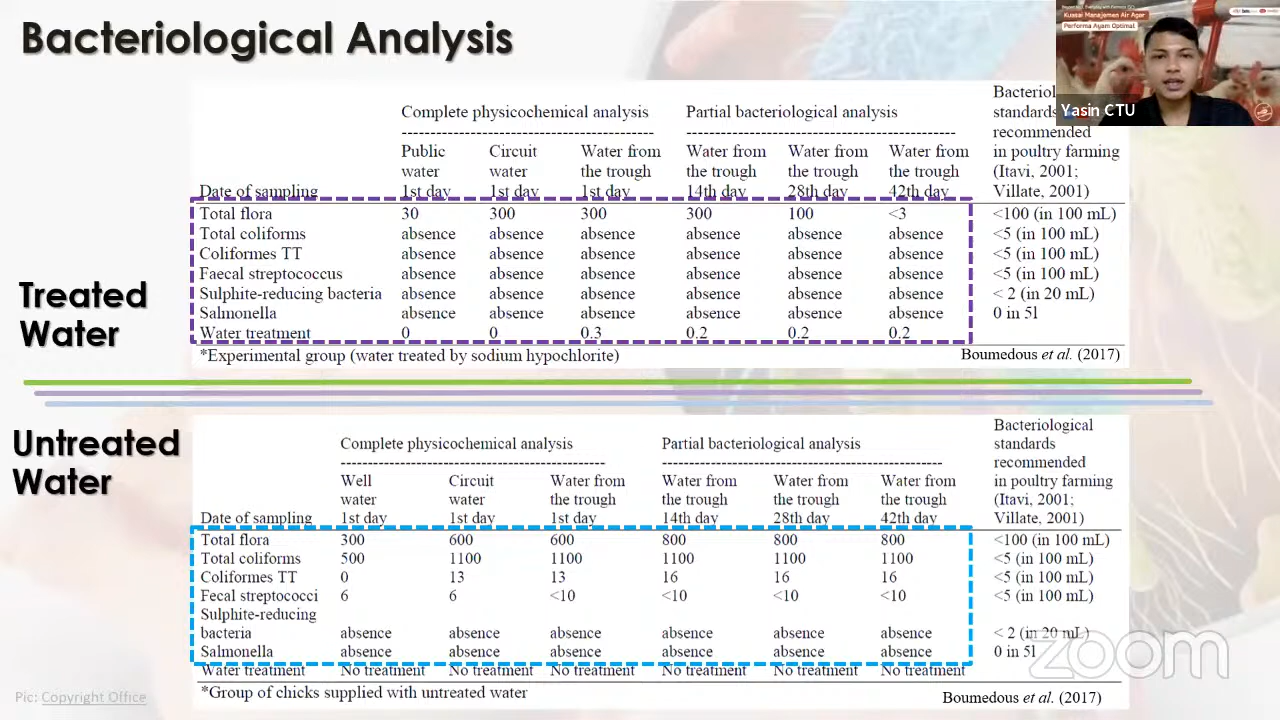 Bacteriological Analysis
Kuasai Manajemen Air Agar
Performa Ayam Optimal
Yasin CTU
Complete physicochemical analysis Partial bacteriological analysis
standards
recommended
in poultry farming
(Itavi, 2001;
Villate, 2001)
Public Circuit Water from Water from Water from Water from
water water the trough the trough the trough the trough
Date of sampling 1st day 1st day 1st day 14th day 28th day 42th day
Total flora 30 300 300 300 100 <3 <100 (in 100 mL)
Total coliforms absence absence absence absence absence absence <5 (in 100 mL)
Coliformes TT absence absence absence absence absence absence <5 (in 100 mL)
Faecal streptococcus absence absence absence absence absence absence <5 (in 100 mL)
Sulphite-reducing bacteria absence absence absence absence absence absence < 2 (in 20 mL)
Salmonella absence absence absence absence absence absence 0 in 5l
Water treatment 0 0 0.3 0.2 0.2 0.2
*Experimental group (water treated by sodium hypochlorite) Boumedous et al. (2017)
Treated
Water
Untreated
Water
Complete physicochemical analysis Partial bacteriological analysis
Bacteriological
standards
recommended
in poultry farming
(Itavi, 2001;
Villate, 2001)
Well Circuit Water from Water from Water from Water from
water water the trough the trough the trough the trough
Date of sampling 1st day 1st day 1st day 14th day 28th day 42th day
Total flora 300 600 600 800 800 800 <100 (in 100 mL)
Total coliforms 500 1100 1100 1100 1100 1100 <5 (in 100 mL)
Coliformes TT 0 13 13 16 16 16 <5 (in 100 mL)
Fecal streptococci 6 6 <10 <10 <10 <10 <5 (in 100 mL)
Sulphite-reducing
bacteria absence absence absence absence absence absence < 2 (in 20 mL)
Salmonella absence absence absence absence absence absence 0 in 5l
Water treatment No treatment No treatment No treatment No treatment No treatment No treatment
*Group of chicks supplied with untreated water Boumedous et al. (2017)
zoom
Pic: Copyright Office